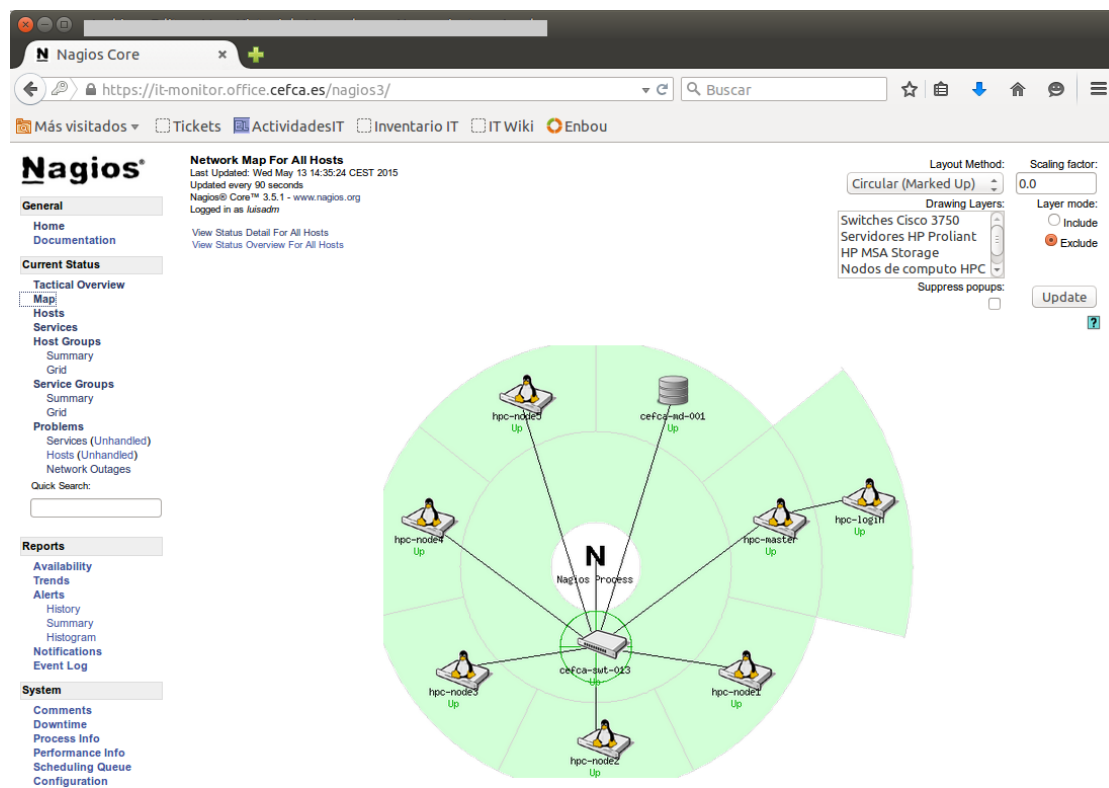 Nagios Core
https://it-monitor.office.cefca.es/nagios3/
Buscar
Más visitados
Tickets
ActividadesIT
Inventario IT
IT Wiki
Enbou
Nagios®
General
Home
Documentation
Current Status
Tactical Overview
Map
Hosts
Services
Host Groups
Summary
Grid
Service Groups
Summary
Grid
Problems
Services (Unhandled)
Hosts (Unhandled)
Network Outages
Quick Search:
Reports
Availability
Trends
Alerts
History
Summary
Histogram
Notifications
Event Log
System
Comments
Downtime
Process Info
Performance Info
Scheduling Queue
Configuration
Network Map For All Hosts
Last Updated: Wed May 13 14:35:24 CEST 2015
Updated every 90 seconds
Nagios® Core™ 3.5.1 - www.nagios.org
Logged in as luisadm
View Status Detail For All Hosts
View Status Overview For All Hosts
Layout Method:
Circular (Marked Up)
Scaling factor:
0.0
Drawing Layers:
Switches Cisco 3750
Servidores HP Proliant
HP MSA Storage
Nodos de computo HPC
Layer mode:
Include
Exclude
Suppress popups:
Update
?
hpc-node5
Up
cefca-md-001
Up
hpc-login
Up
hpc-master
Up
hpc-node4
Up
N
Nagios Process
cefca-swt-013
Up
hpc-node3
Up
hpc-node1
Up
hpc-node2
Up